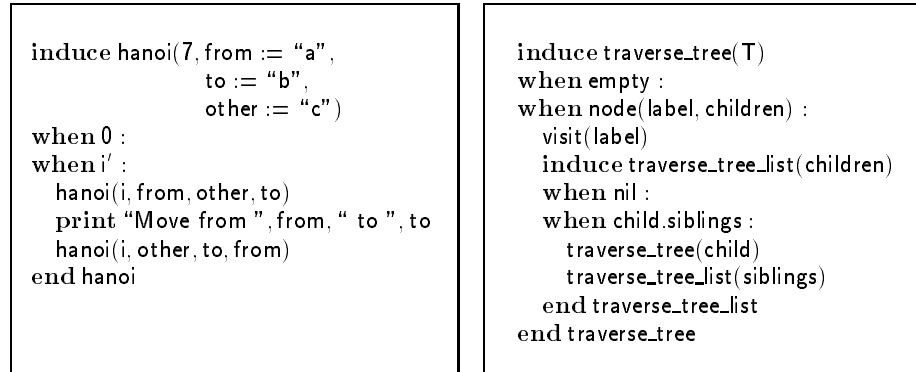 induce hanoi(7, from := “a”,
to := “b”,
other := “c”)
when 0 :
when i′ :
hanoi(i, from, other, to)
print “Move from ”, from, “ to ”, to
hanoi(i, other, to, from)
end hanoi
induce traverse_tree(T)
when empty :
when node(label, children) :
visit(label)
induce traverse_tree_list(children)
when nil :
when child.siblings :
traverse_tree(child)
traverse_tree_list(siblings)
end traverse_tree_list
end traverse_tree